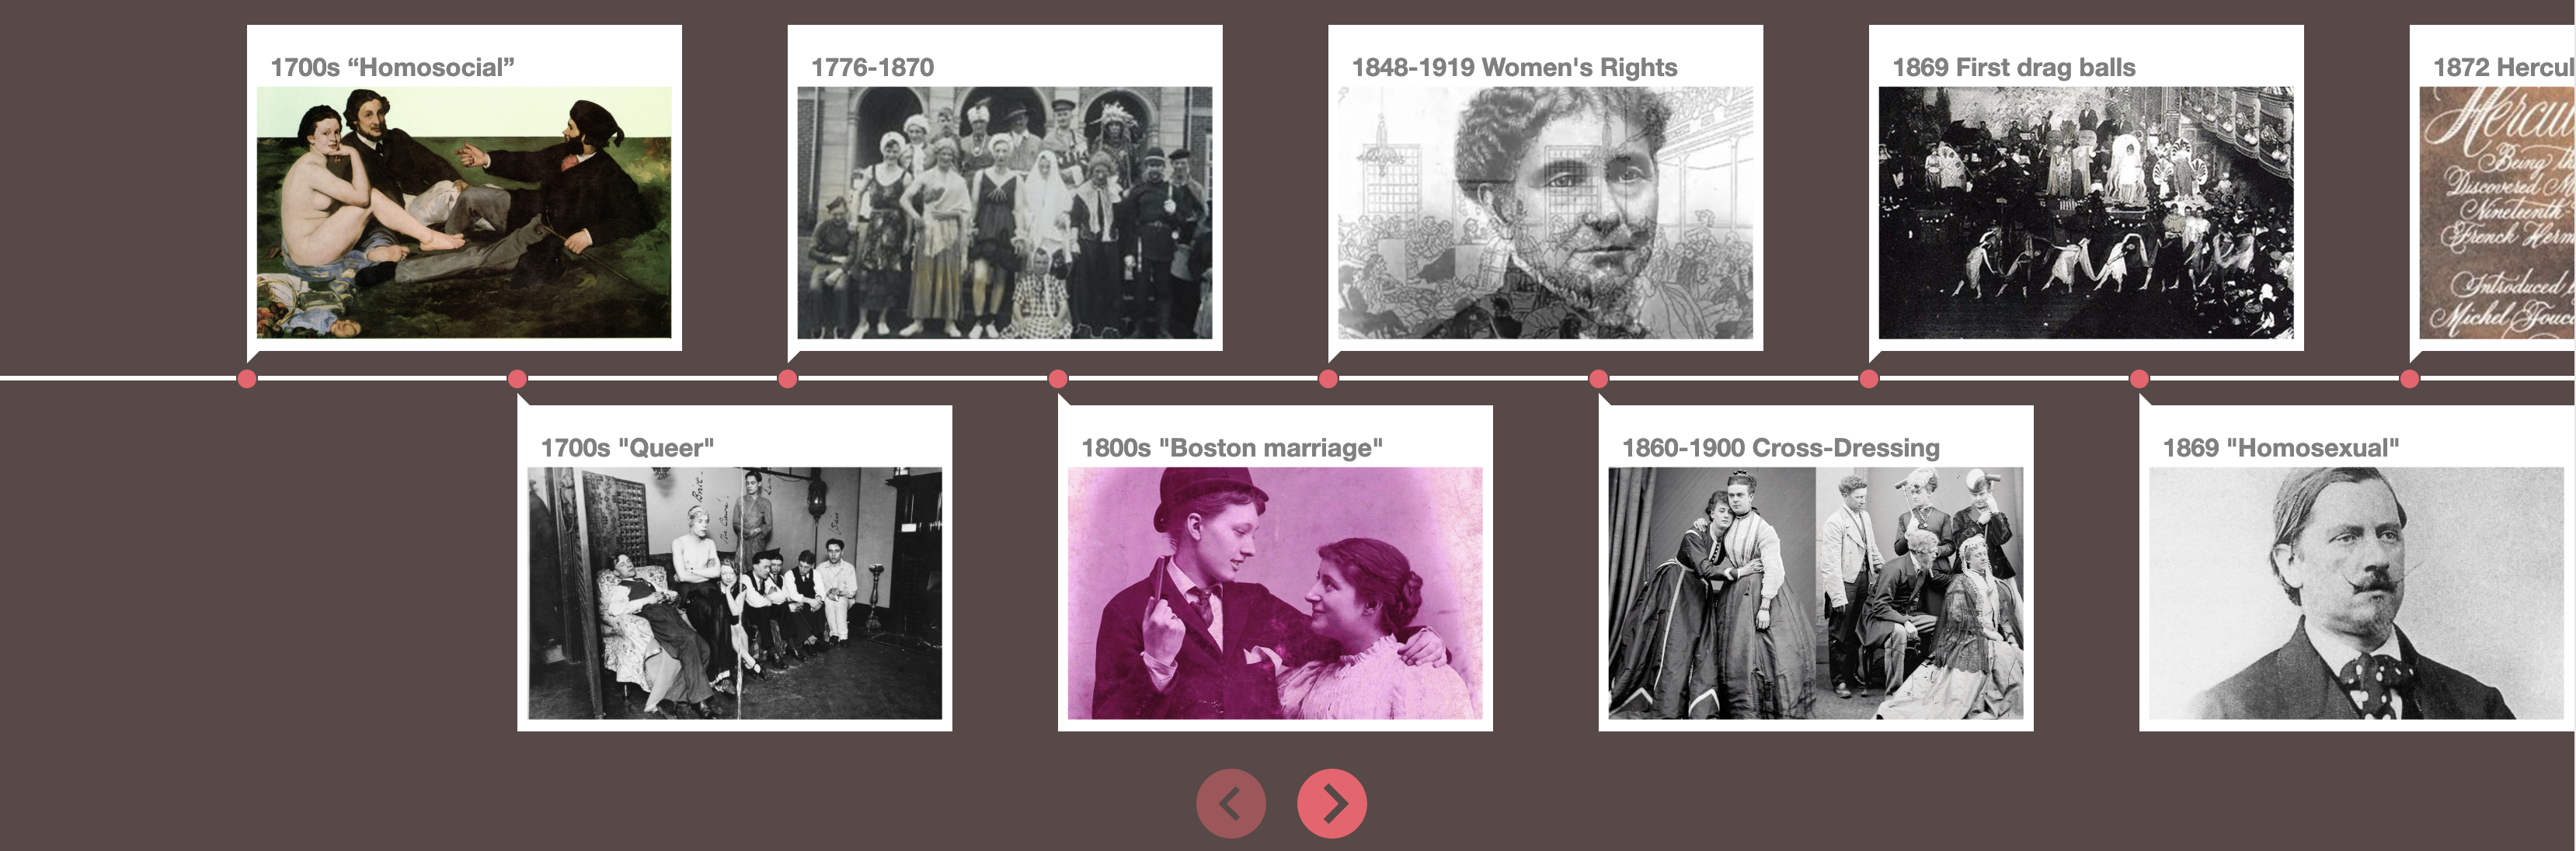 1700s “Homosocial”
1776-1870
1848-1919 Women's Rights
1869 First drag balls
1872 Hercul
Hercu
Being th
Discovered M
Nineteenth
French Herm
Introduced
Michel Fouc
1700s "Queer"
1800s "Boston marriage"
1860-1900 Cross-Dressing
1869 "Homosexual"